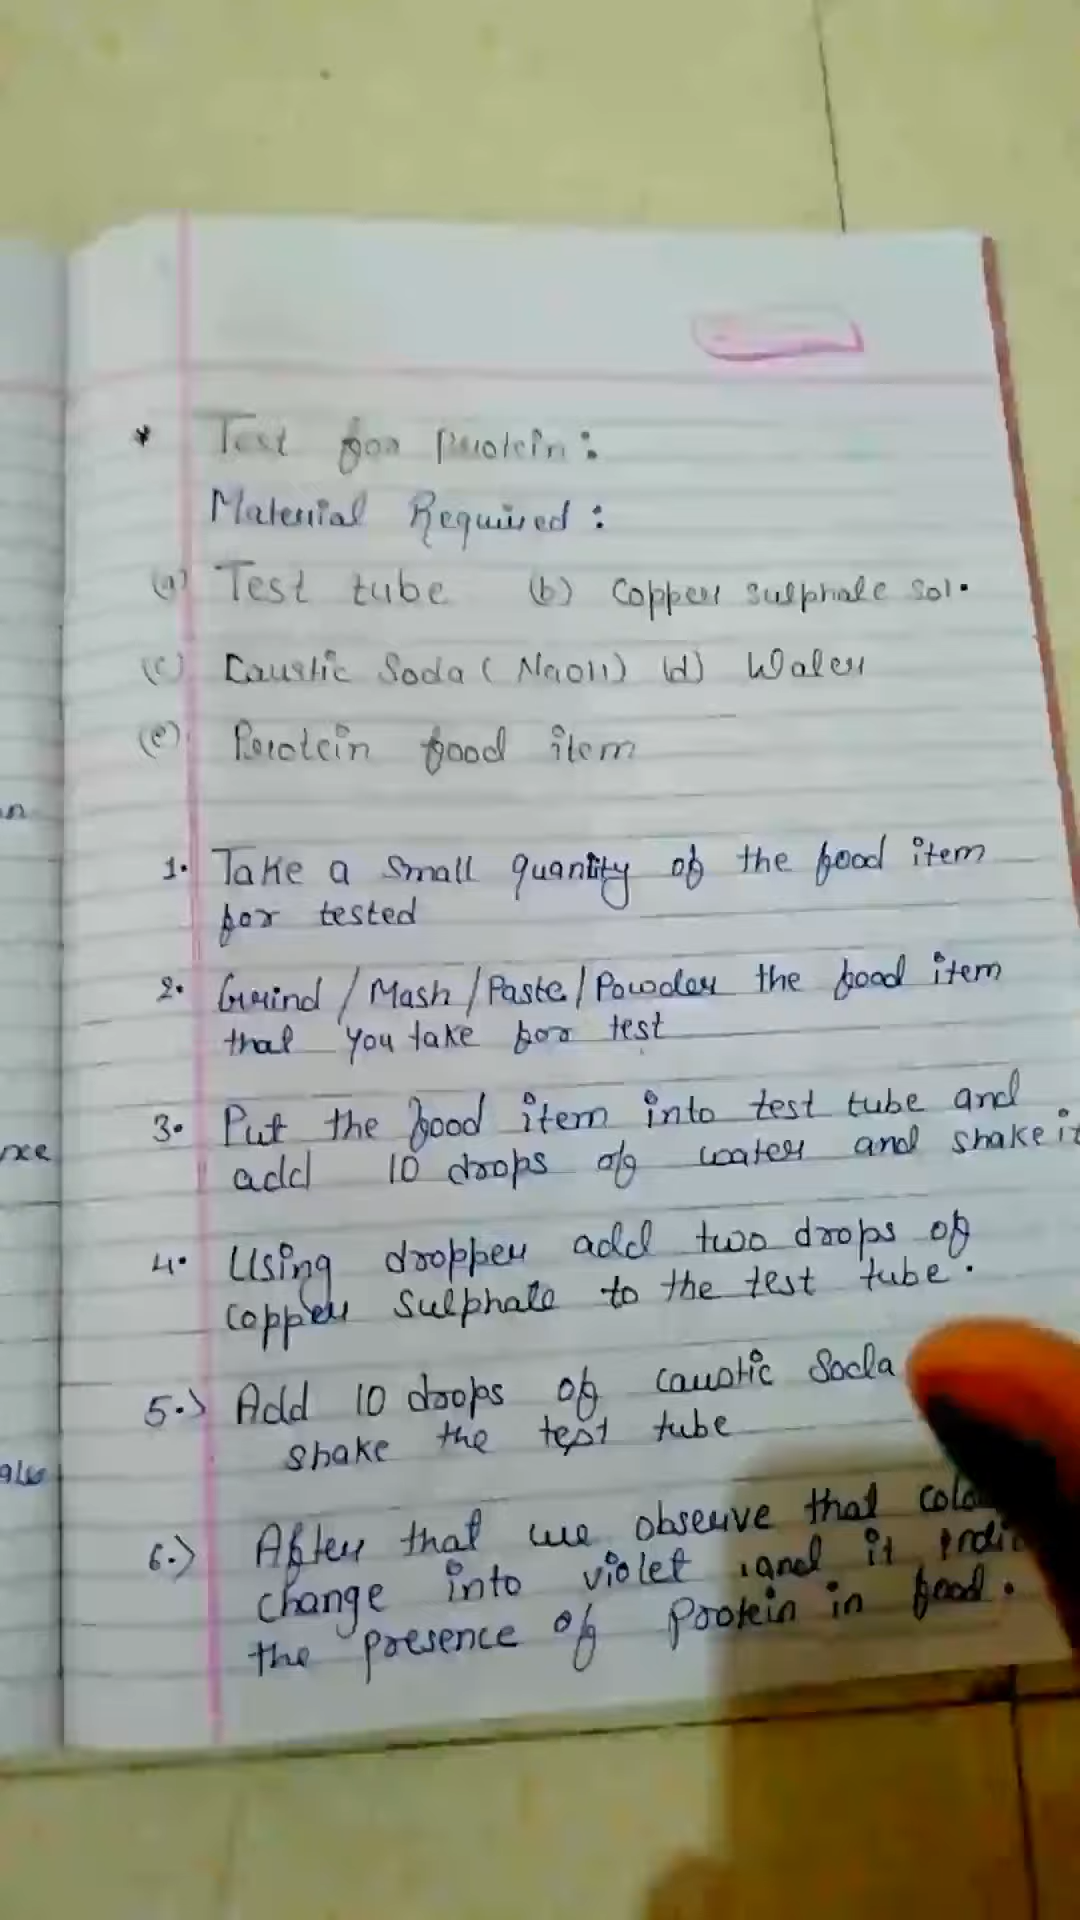 * Test for Protein :
Material Required :
(a) Test tube (b) Copper sulphate sol.
(c) Caustic Soda ( NaOH) (d) Water
(e) Protein food item
1. Take a small quantity of the food item
for tested
2. Grind / Mash / Paste / Powder the food item
that you take for test
3. Put the food item into test tube and
add 10 drops of water and shake it
4. Using dropper add two drops of
copper sulphate to the test tube.
5.) Add 10 drops of caustic Soda
shake the test tube
6.) After that we observe that
change into violet , and it
the presence of protein in food.